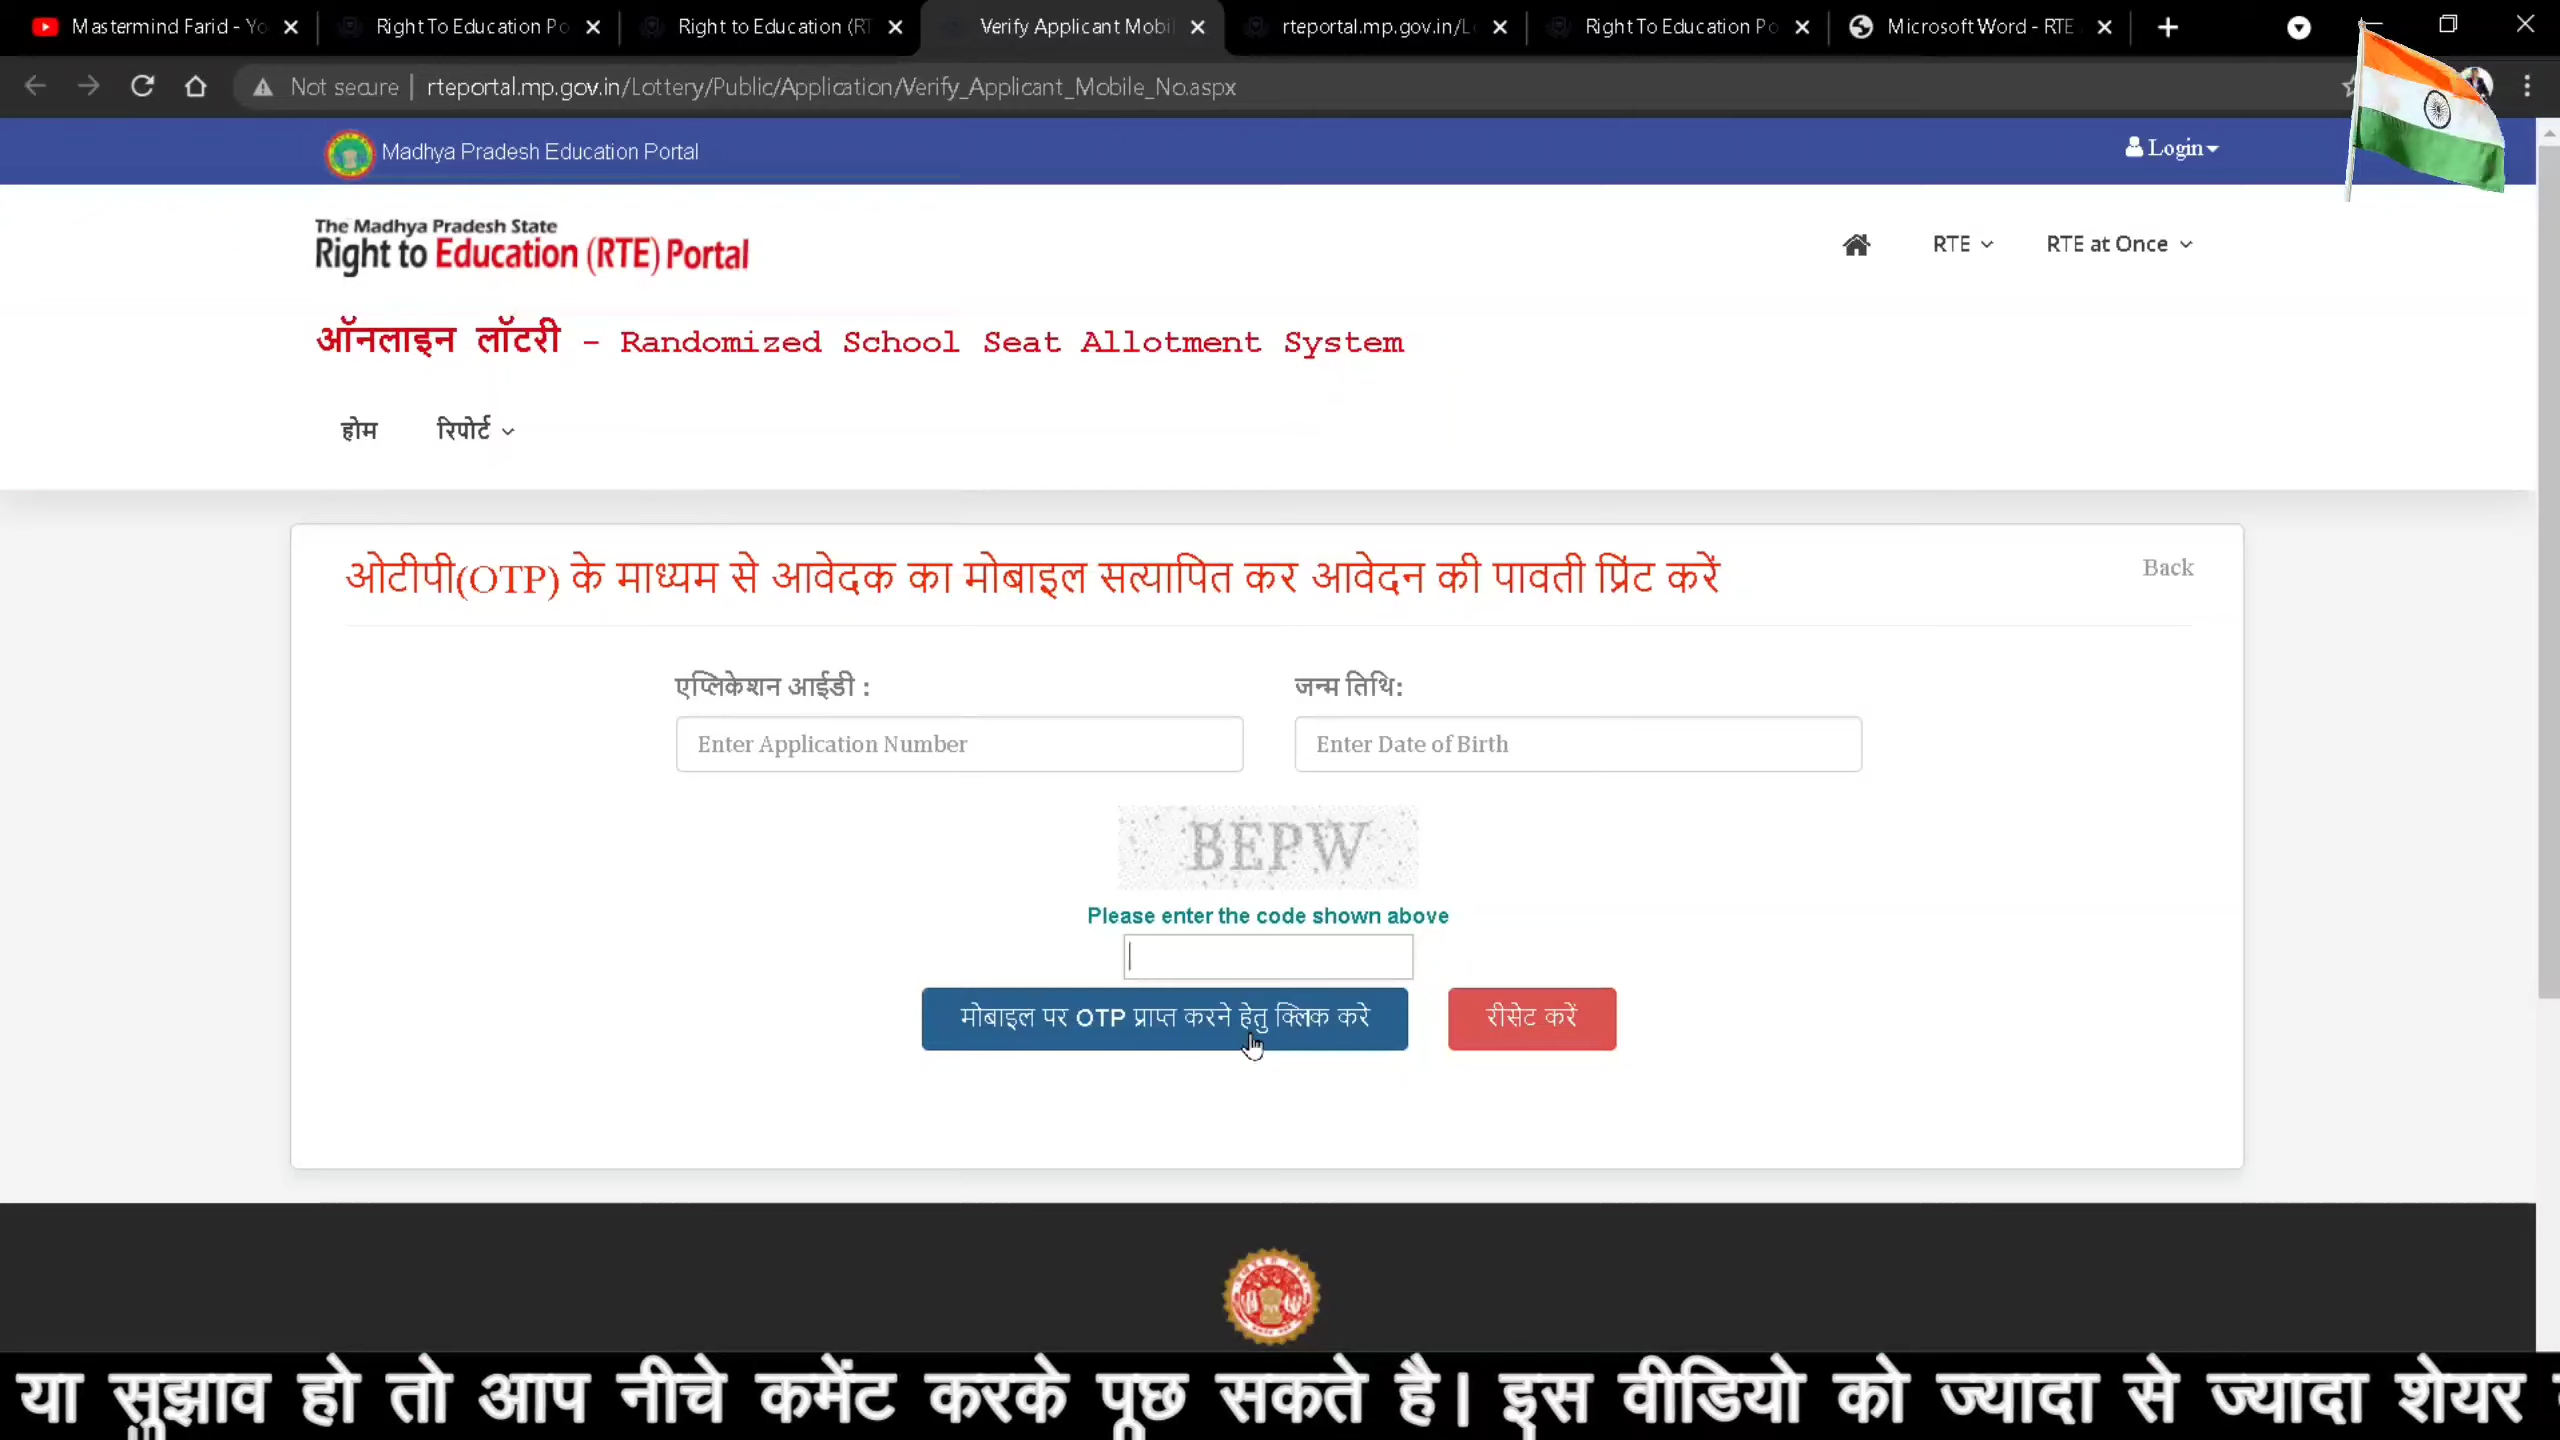 Mastermind Farid - Yo
Right To Education Po
Right to Education (RT
Verify Applicant Mobil
rteportal.mp.gov.in/L
Right To Education Po
Microsoft Word - RTE
Not secure
rteportal.mp.gov.in/Lottery/Public/Application/Verify_Applicant_Mobile_No.aspx
Madhya Pradesh Education Portal
Login
The Madhya Pradesh State
Right to Education (RTE) Portal
RTE
RTE at Once
ऑनलाइन लॉटरी - Randomized School Seat Allotment System
होम रिपोर्ट
ओटीपी(OTP) के माध्यम से आवेदक का मोबाइल सत्यापित कर आवेदन की पावती प्रिंट करें
Back
एप्लिकेशन आईडी : जन्म तिथि:
Enter Application Number Enter Date of Birth
BEPW
Please enter the code shown above
मोबाइल पर OTP प्राप्त करने हेतु क्लिक करे रीसेट करें
या सुझाव हो तो आप नीचे कमेंट करके पूछ सकते है। इस वीडियो को ज्यादा से ज्यादा शेयर